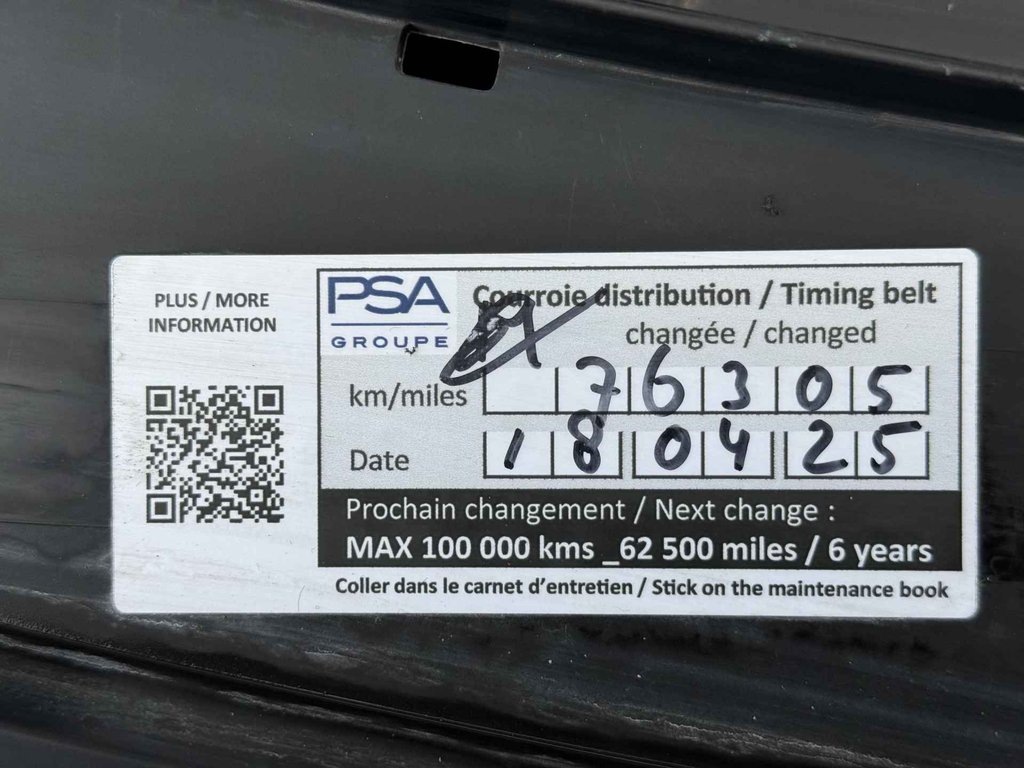 PLUS / MORE
INFORMATION
PSA
GROUPE
Courroie distribution / Timing belt
changée / changed
km/miles 76305
Date 180425
Prochain changement / Next change :
MAX 100 000 kms _62 500 miles / 6 years
Coller dans le carnet d'entretien / Stick on the maintenance book